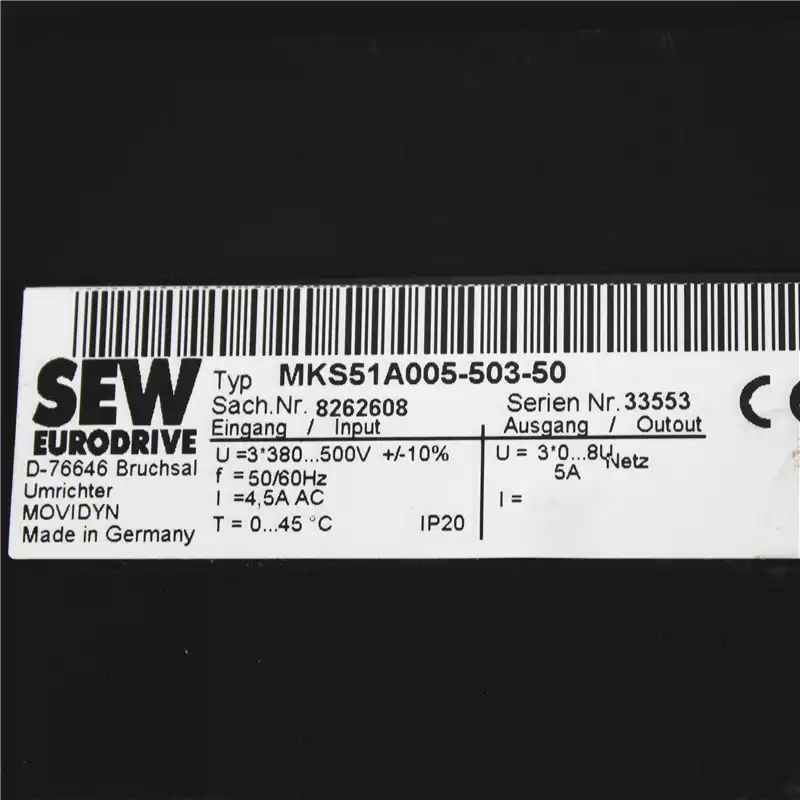 SEW
EURODRIVE
D-76646 Bruchsal
Umrichter
MOVIDYN
Made in Germany
Typ MKS51A005-503-50
Sach.Nr. 8262608 Serien Nr. 33553
Eingang / Input
U =3*380...500V +/-10%
f = 50/60Hz
I =4,5A AC
T = 0...45 °C IP20
Ausgang / Outout
U = 3*0...8U Netz
5A
I =
CE